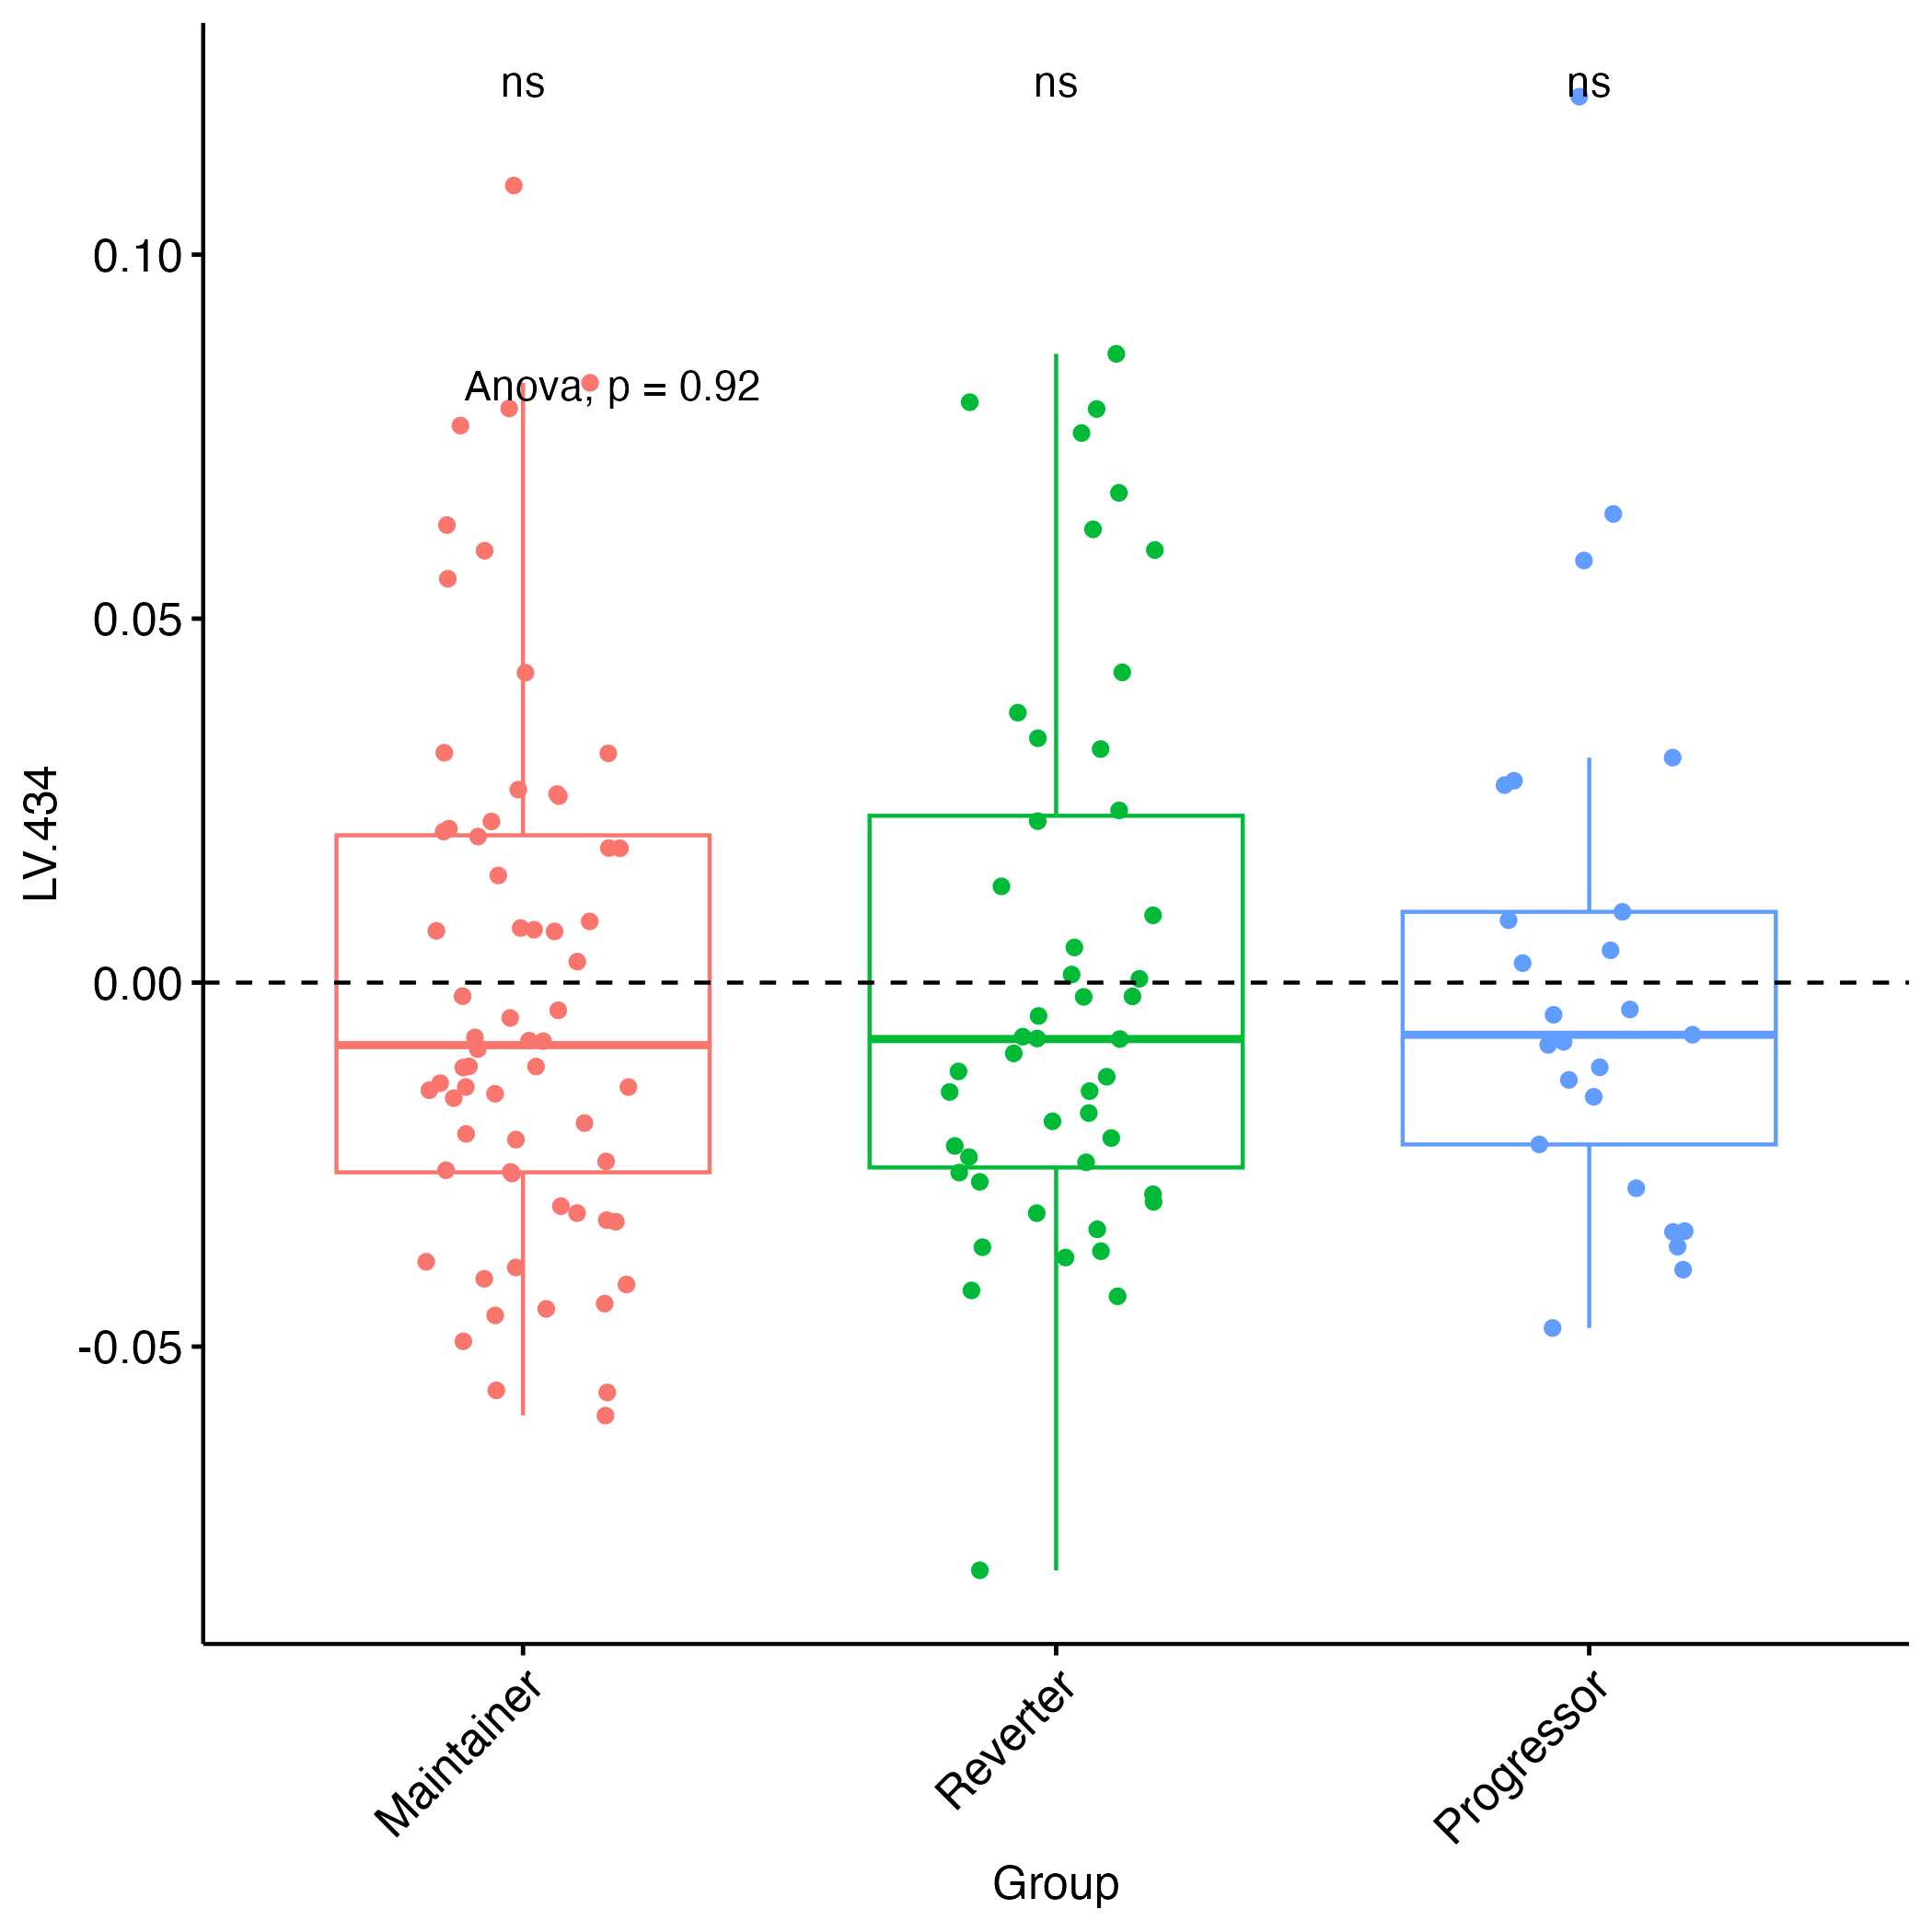 ns ns ns
0.10
Anova, p = 0.92
0.05
LV.434
0.00
-0.05
Maintainer Reverter Progressor
Group